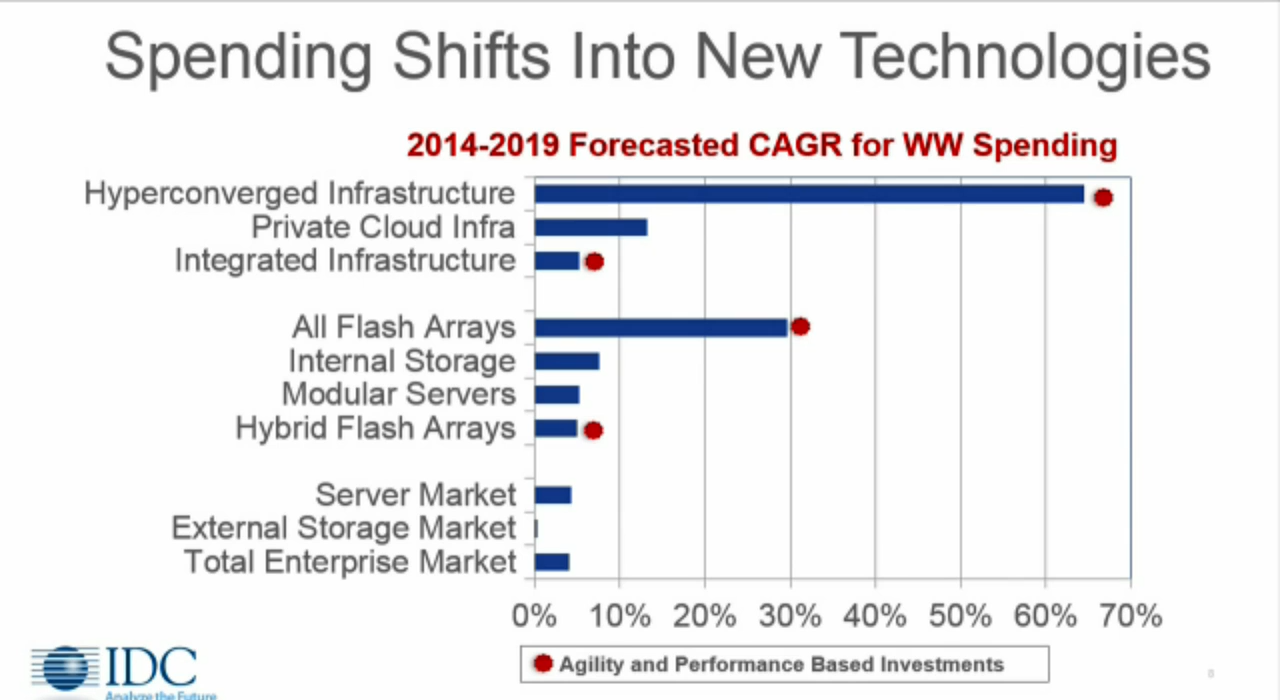 Spending Shifts Into New Technologies
2014-2019 Forecasted CAGR for WW Spending
Hyperconverged Infrastructure
Private Cloud Infra
Integrated Infrastructure
All Flash Arrays
Internal Storage
Modular Servers
Hybrid Flash Arrays
Server Market
External Storage Market
Total Enterprise Market
0% 10% 20% 30% 40% 50% 60% 70%
Agility and Performance Based Investments
IDC
Analyze the Future
8